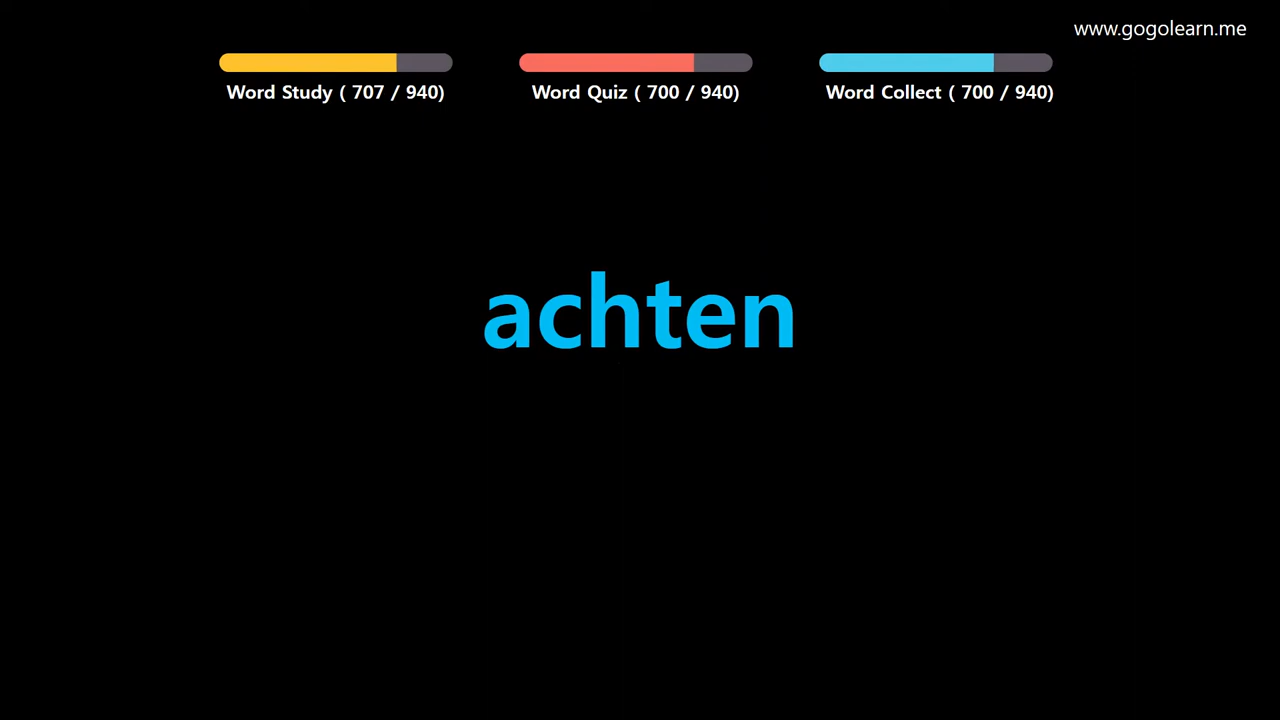 www.gogolearn.me
Word Study ( 707 / 940)
Word Quiz ( 700 / 940)
Word Collect ( 700 / 940)
achten